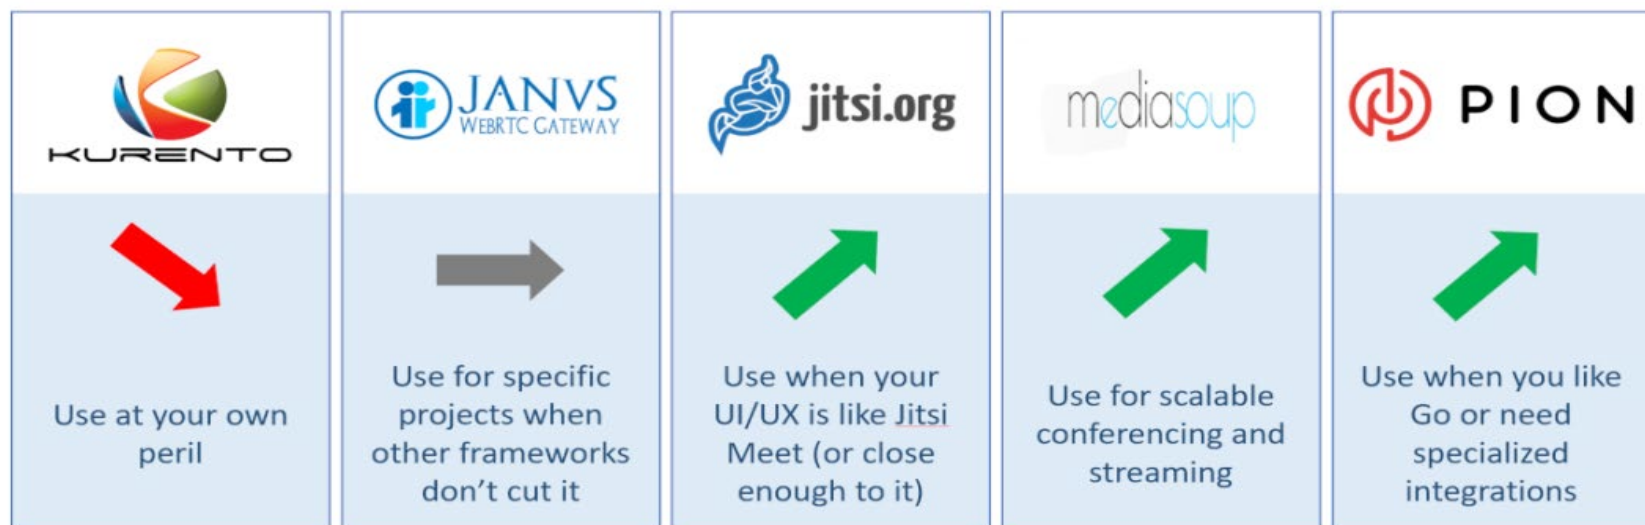 KURENTO
JANVS
WEBRTC GATEWAY
jitsi.org
mediasoup
PION
Use at your own
peril
Use for specific
projects when
other frameworks
don't cut it
Use when your
UI/UX is like Jitsi
Meet (or close
enough to it)
Use for scalable
conferencing and
streaming
Use when you like
Go or need
specialized
integrations